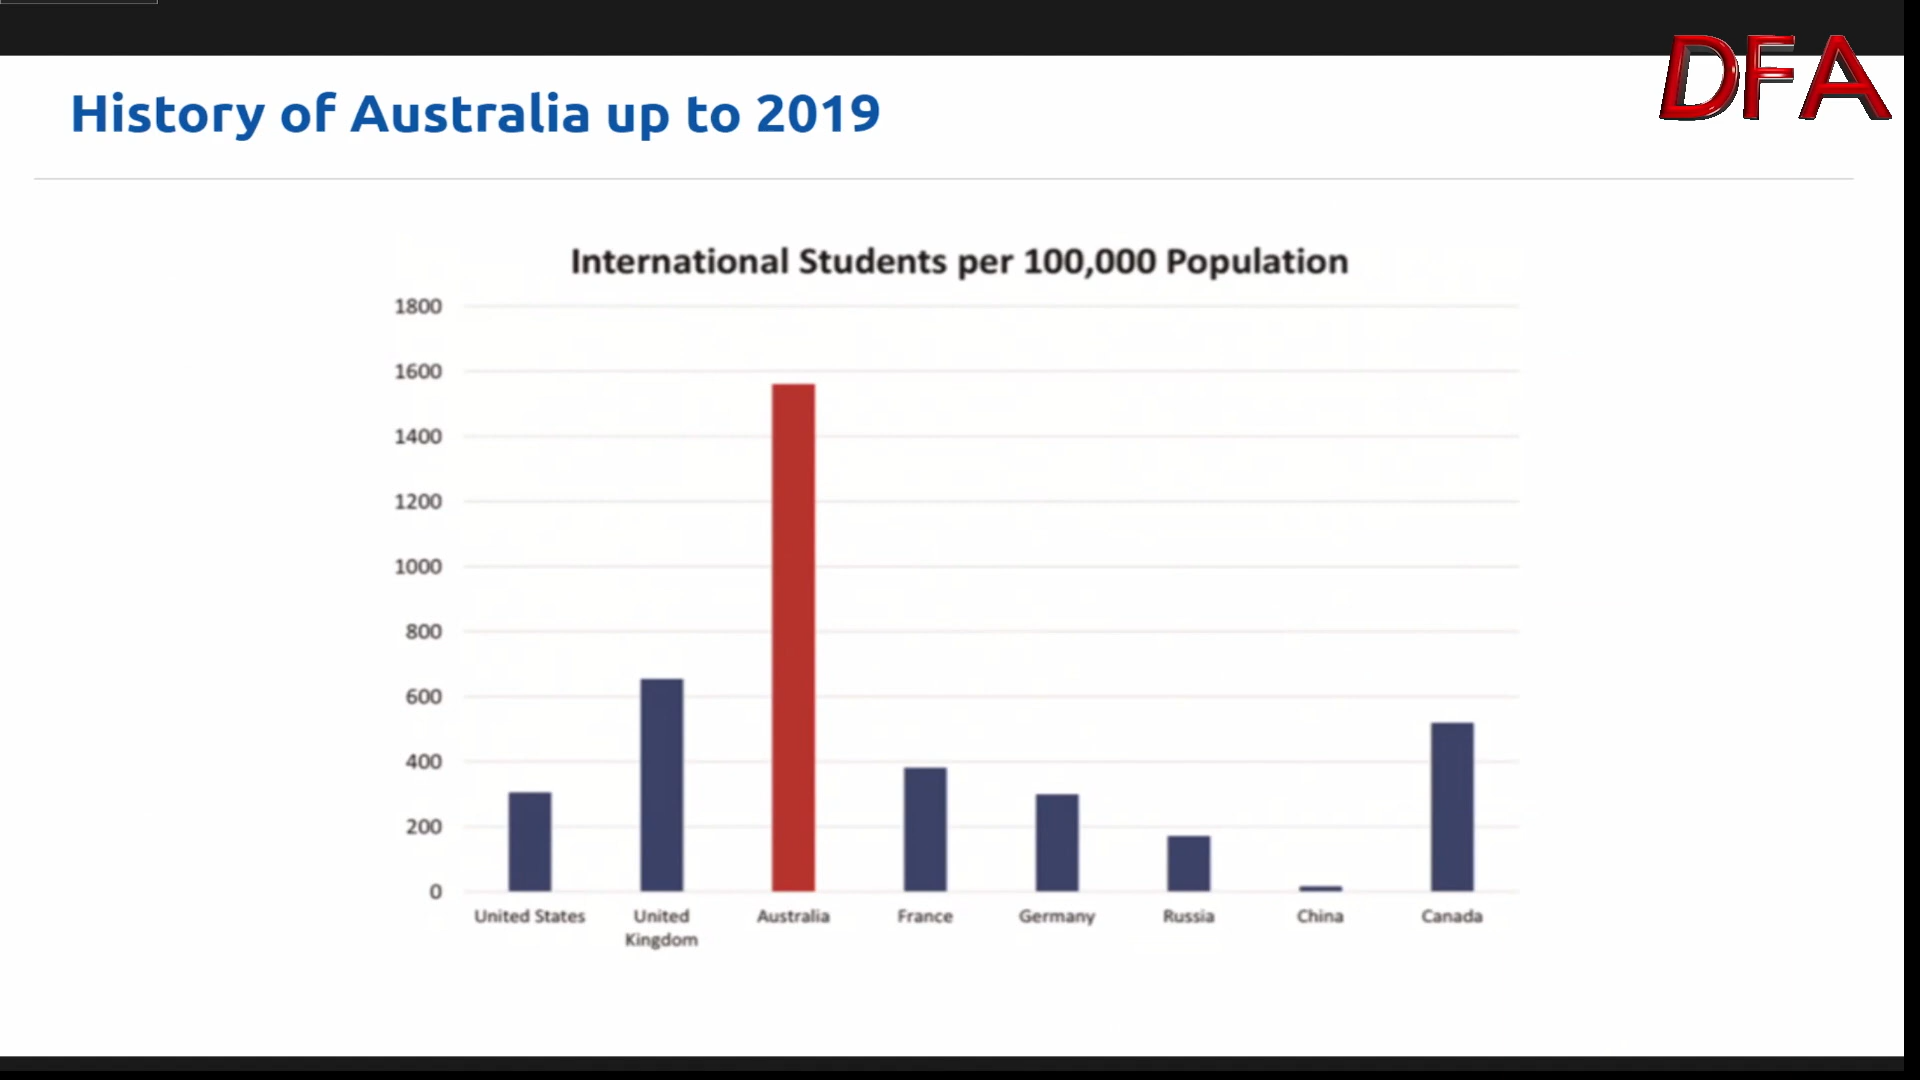 DFA
History of Australia up to 2019
International Students per 100,000 Population
1800
1600
1400
1200
1000
800
600
400
200
0
United States
United Kingdom
Australia
France
Germany
Russia
China
Canada